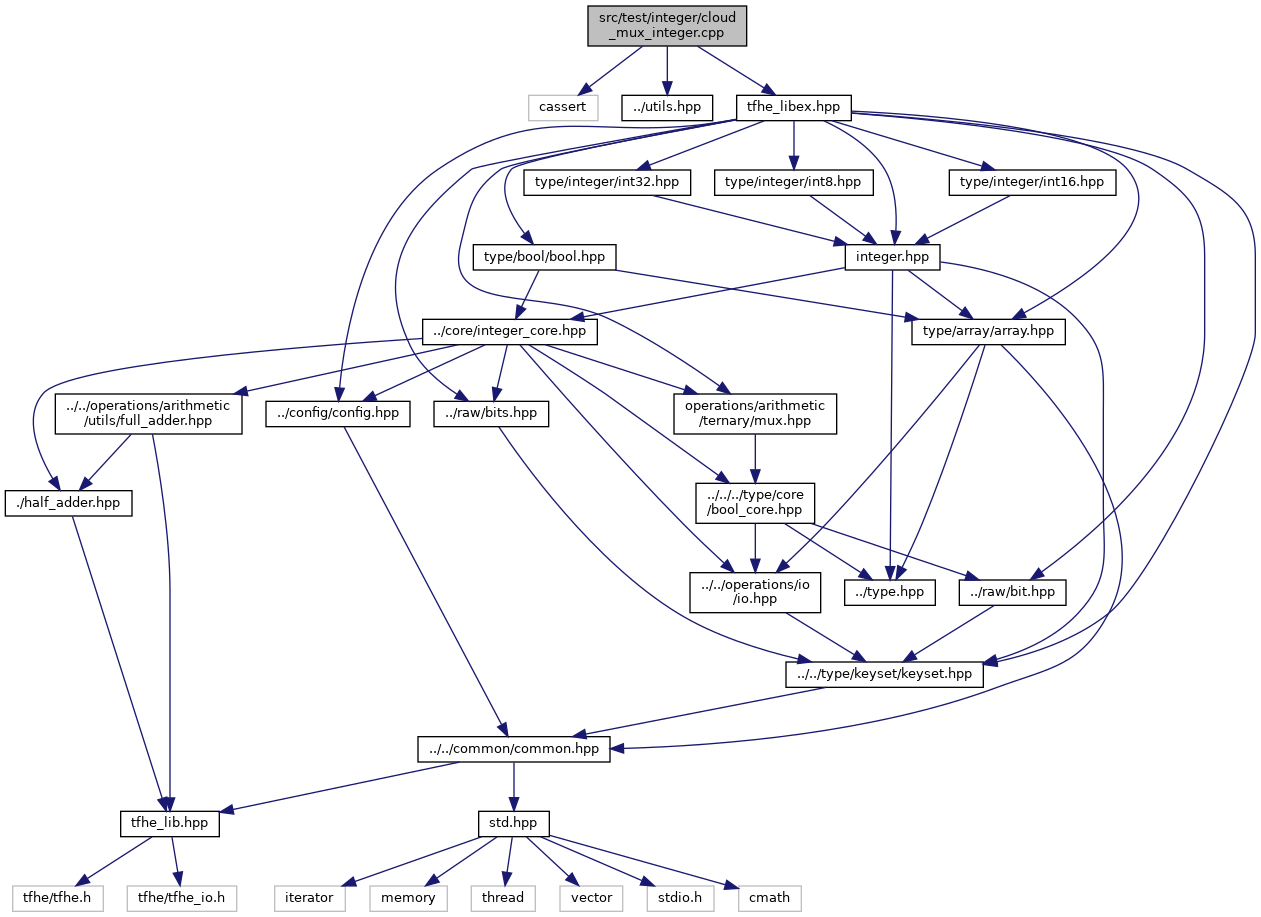 src/test/integer/cloud
_mux_integer.cpp
cassert
../utils.hpp
tfhe_libex.hpp
type/integer/int32.hpp
type/integer/int8.hpp
type/integer/int16.hpp
type/bool/bool.hpp
integer.hpp
../core/integer_core.hpp
type/array/array.hpp
../../operations/arithmetic
/utils/full_adder.hpp
../config/config.hpp
../raw/bits.hpp
operations/arithmetic
/ternary/mux.hpp
./half_adder.hpp
../../../type/core
/bool_core.hpp
../../operations/io
/io.hpp
../type.hpp
../raw/bit.hpp
../../type/keyset/keyset.hpp
../../common/common.hpp
tfhe_lib.hpp
std.hpp
tfhe/tfhe.h
tfhe/tfhe_io.h
iterator
memory
thread
vector
stdio.h
cmath